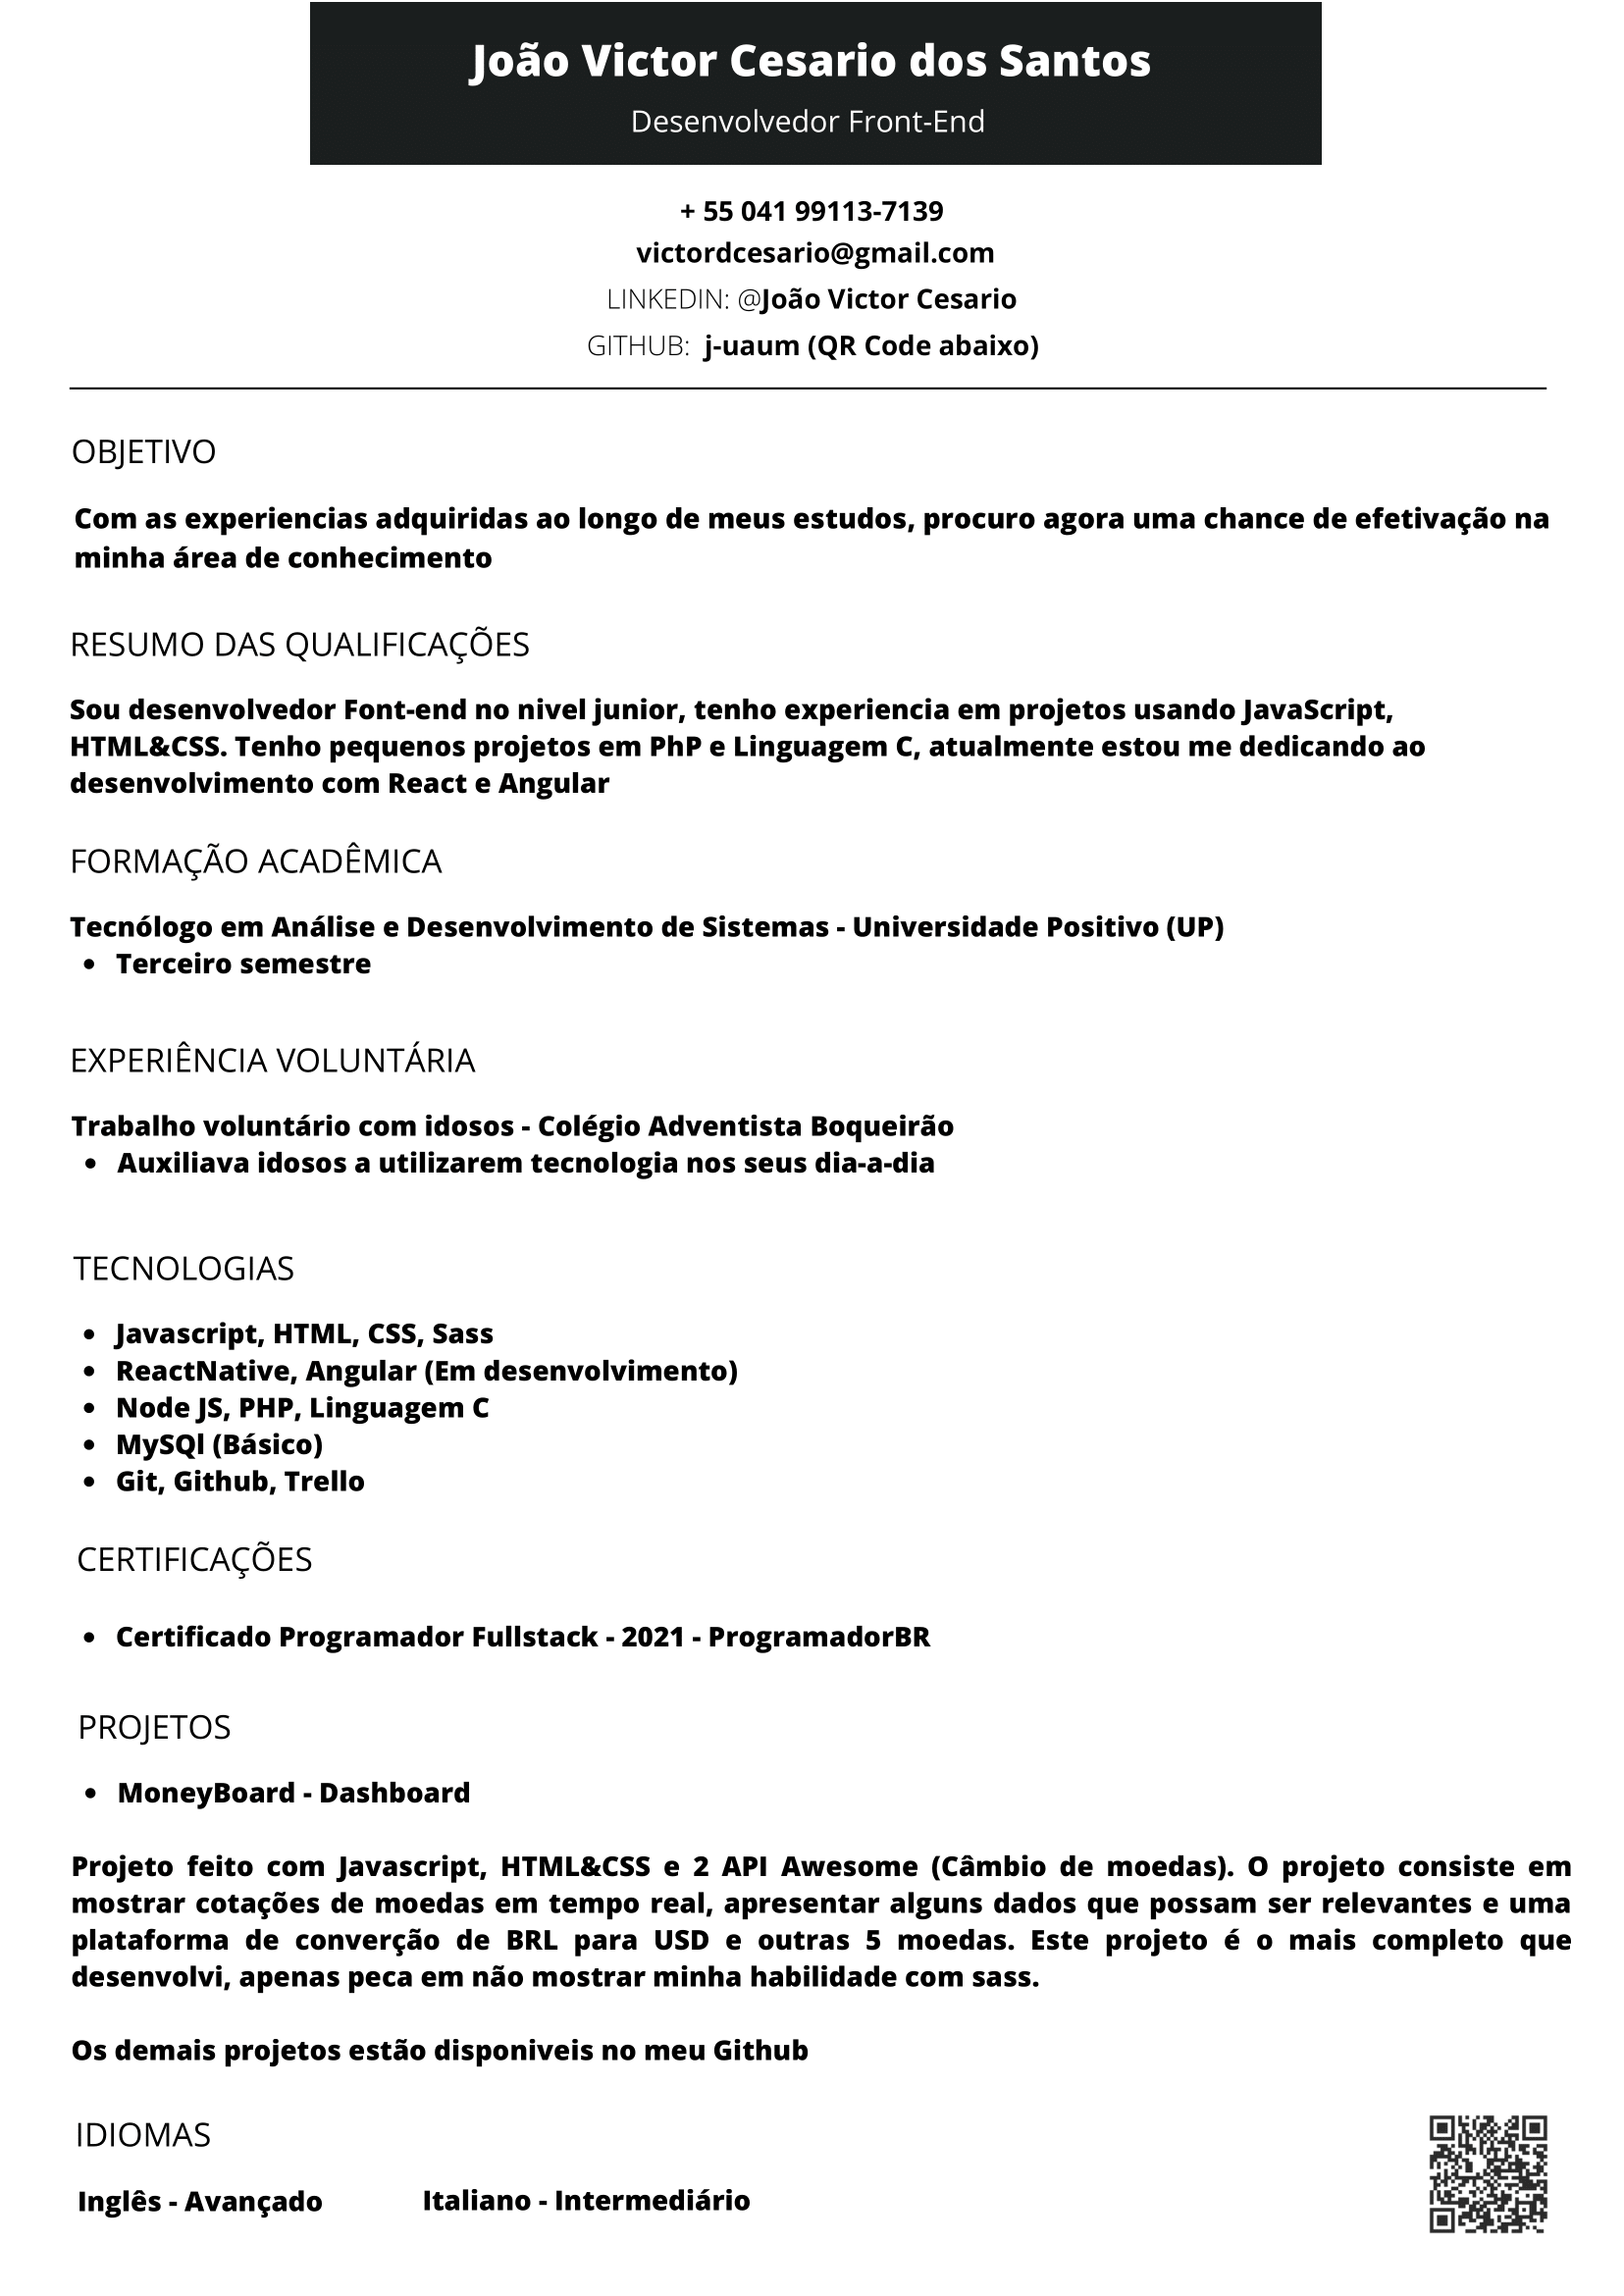 João Victor Cesario dos Santos
Desenvolvedor Front-End
+ 55 041 99113-7139
victordcesario@gmail.com
LINKEDIN: @João Victor Cesario
GITHUB: j-uaum (QR Code abaixo)
OBJETIVO
Com as experiencias adquiridas ao longo de meus estudos, procuro agora uma chance de efetivação na
minha área de conhecimento
RESUMO DAS QUALIFICAÇÕES
Sou desenvolvedor Font-end no nivel junior, tenho experiencia em projetos usando JavaScript,
HTML&CSS. Tenho pequenos projetos em PhP e Linguagem C, atualmente estou me dedicando ao
desenvolvimento com React e Angular
FORMAÇÃO ACADÊMICA
Tecnólogo em Análise e Desenvolvimento de Sistemas - Universidade Positivo (UP)
• Terceiro semestre
EXPERIÊNCIA VOLUNTÁRIA
Trabalho voluntário com idosos - Colégio Adventista Boqueirão
• Auxiliava idosos a utilizarem tecnologia nos seus dia-a-dia
TECNOLOGIAS
• Javascript, HTML, CSS, Sass
• ReactNative, Angular (Em desenvolvimento)
• Node JS, PHP, Linguagem C
• MySQl (Básico)
• Git, Github, Trello
CERTIFICAÇÕES
• Certificado Programador Fullstack - 2021 - ProgramadorBR
PROJETOS
• MoneyBoard - Dashboard
Projeto feito com Javascript, HTML&CSS e 2 API Awesome (Câmbio de moedas). O projeto consiste em
mostrar cotações de moedas em tempo real, apresentar alguns dados que possam ser relevantes e uma
plataforma de converção de BRL para USD e outras 5 moedas. Este projeto é o mais completo que
desenvolvi, apenas peca em não mostrar minha habilidade com sass.
Os demais projetos estão disponiveis no meu Github
IDIOMAS
Inglês - Avançado Italiano - Intermediário